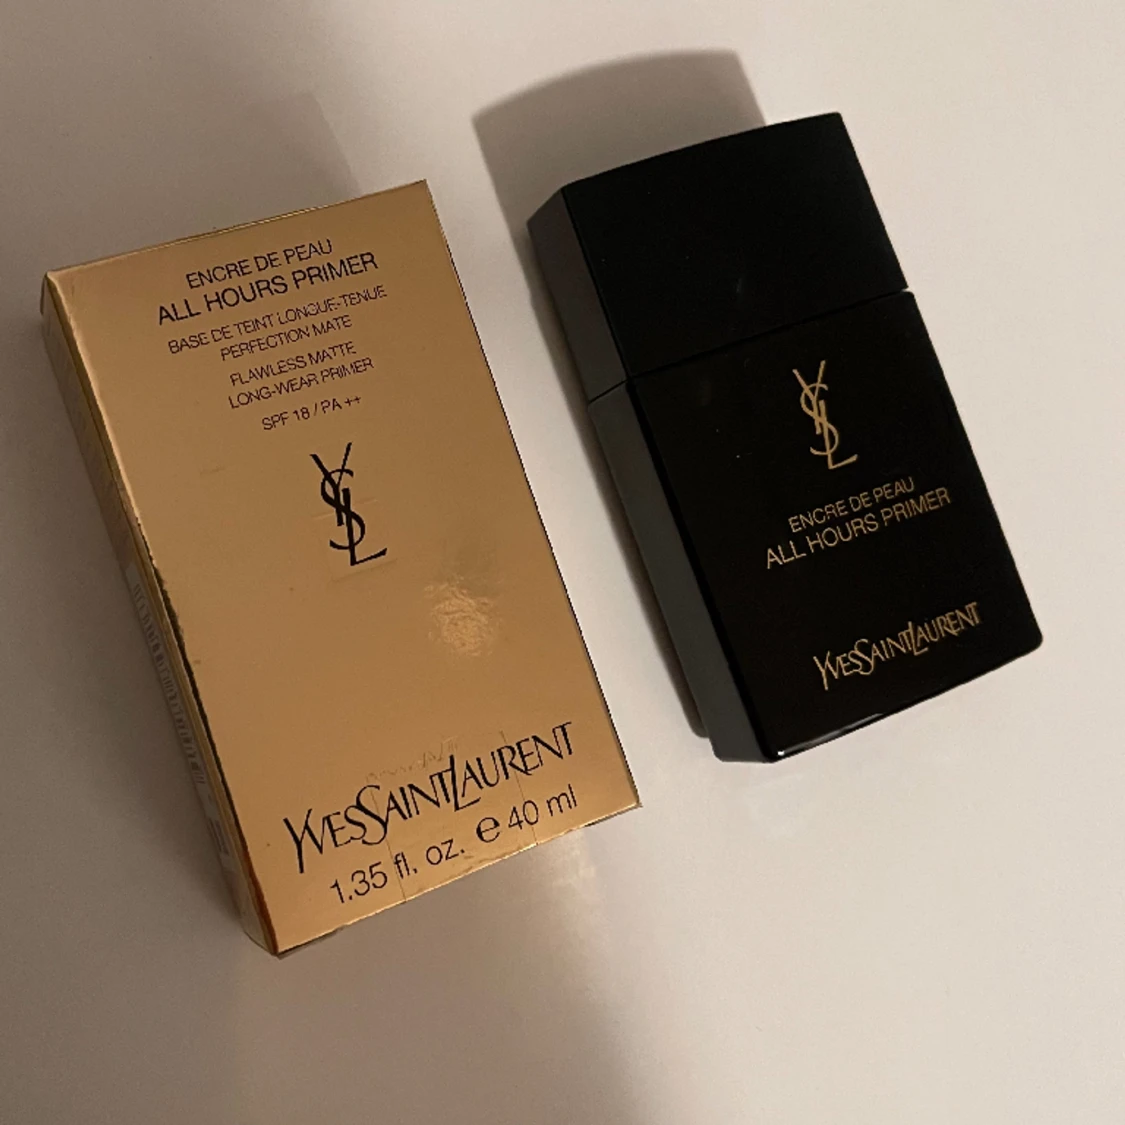 ENCRE DE PEAU
ALL HOURS PRIMER
BASE DE TEINT LONGUE-TENUE
PERFECTION MATE
FLAWLESS MATTE
LONG-WEAR PRIMER
SPF 18 / PA ++
YSL
YVESSAINTLAURENT
1.35 fl. oz. ℮ 40 ml
YSL
ENCRE DE PEAU
ALL HOURS PRIMER
YVESSAINTLAURENT